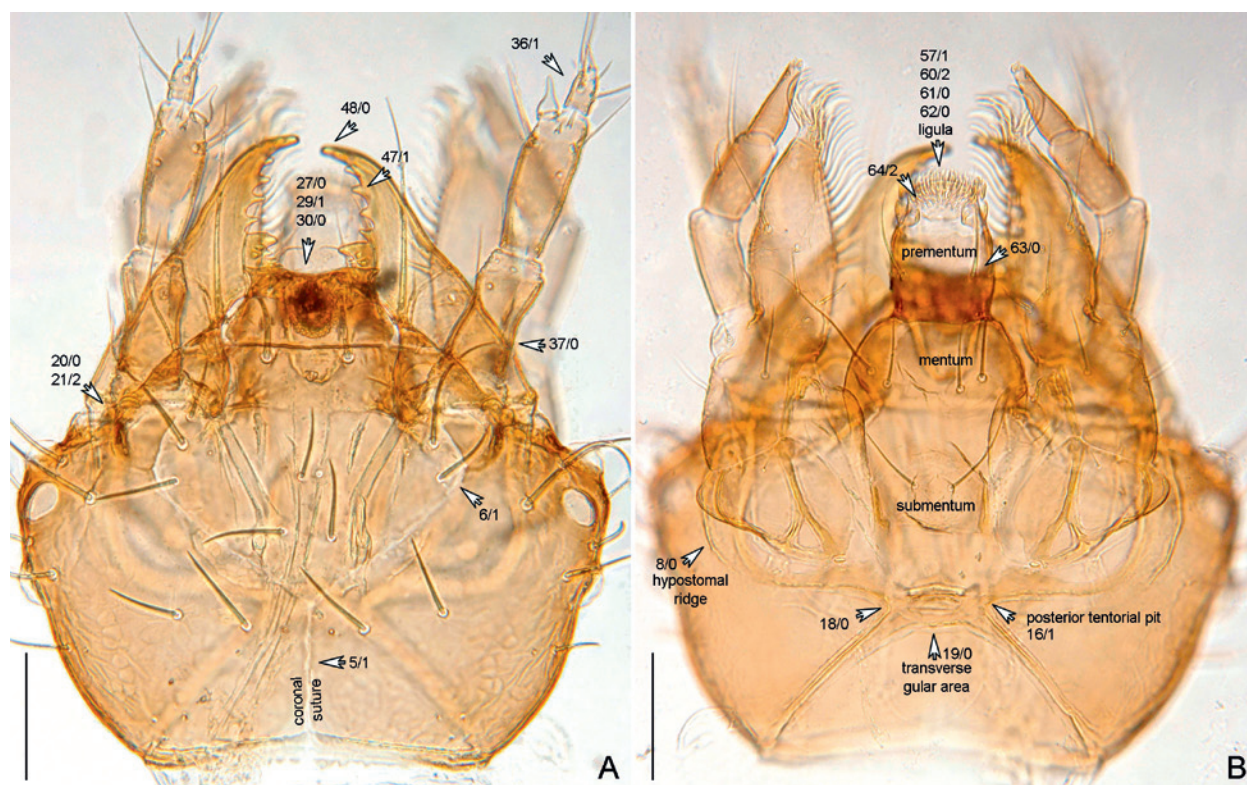 36/1
48/0
47/1
27/0
29/1
30/0
37/0
20/0
21/2
6/1
5/1
coronal
suture
A
57/1
60/2
61/0
62/0
ligula
64/2
prementum
63/0
mentum
submentum
8/0
hypostomal
ridge
18/0
posterior tentorial pit
16/1
19/0
transverse
gular area
B